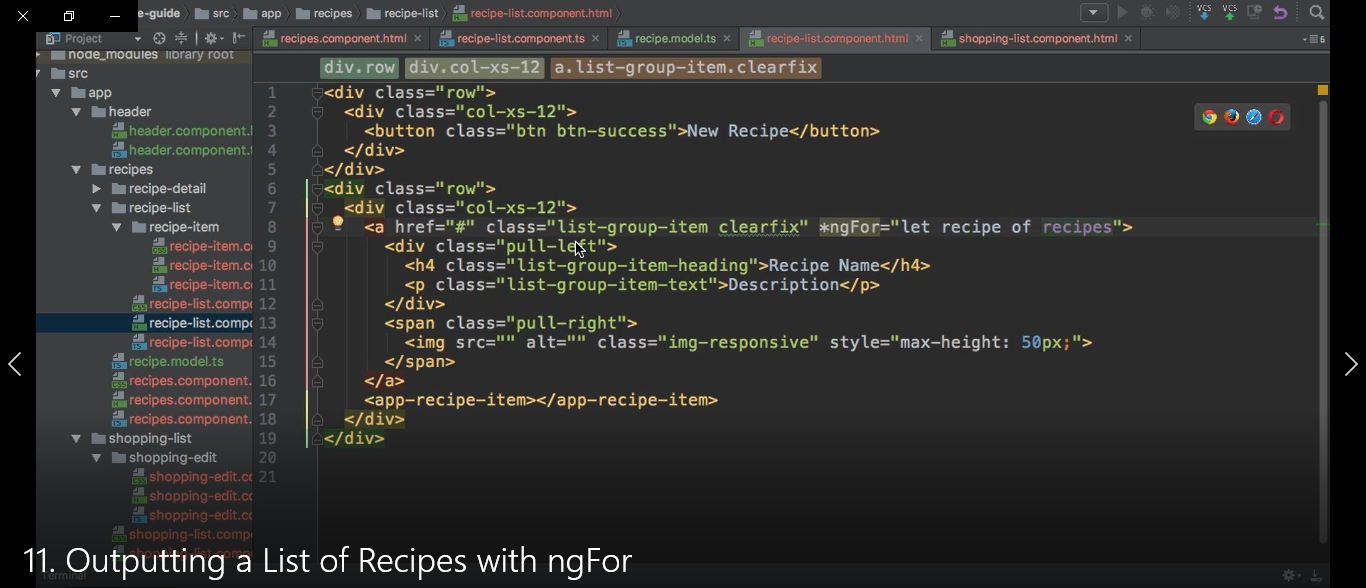 e-guide src app recipes recipe-list recipe-list.component.html
Project
recipes.component.html recipe-list.component.ts recipe.model.ts recipe-list.component.html shopping-list.component.html
VCS VCS
5
node_modules library root
src
app
header
header.component.
header.component.
recipes
recipe-detail
recipe-list
recipe-item
recipe-item.c
recipe-item.c
recipe-item.c
recipe-list.comp
recipe-list.compo
recipe-list.comp
recipe.model.ts
recipes.component.
recipes.component.
recipes.component.
shopping-list
shopping-edit
shopping-edit.c
shopping-edit.c
shopping-edit.c
shopping-list.comp
div.row div.col-xs-12 a.list-group-item.clearfix
1 <div class="row">
2 <div class="col-xs-12">
3 <button class="btn btn-success">New Recipe</button>
4 </div>
5 </div>
6 <div class="row">
7 <div class="col-xs-12">
8 <a href="#" class="list-group-item clearfix" *ngFor="let recipe of recipes">
9 <div class="pull-left">
10 <h4 class="list-group-item-heading">Recipe Name</h4>
11 <p class="list-group-item-text">Description</p>
12 </div>
13 <span class="pull-right">
14 <img src="" alt="" class="img-responsive" style="max-height: 50px;">
15 </span>
16 </a>
17 <app-recipe-item></app-recipe-item>
18 </div>
19 </div>
20
21
11. Outputting a List of Recipes with ngFor
Terminal